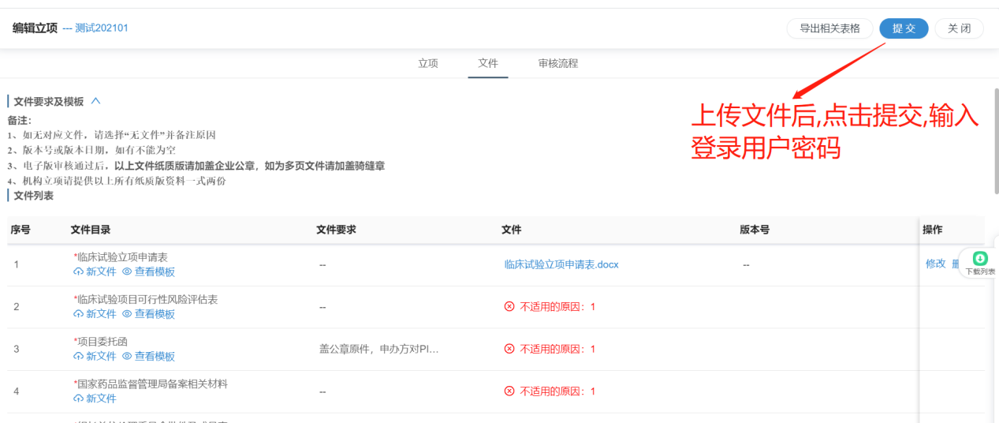 编辑立项 --- 测试202101
导出相关表格 提 交 关 闭
立项 文件 审核流程
文件要求及模板
备注：
1、如无对应文件，请选择“无文件”并备注原因
2、版本号或版本日期，如有不能为空
3、电子版审核通过后，以上文件纸质版请加盖企业公章，如为多页文件请加盖骑缝章
4、机构立项请提供以上所有纸质版资料一式两份
上传文件后,点击提交,输入
登录用户密码
文件列表
序号 文件目录 文件要求 文件 版本号 操作
1 *临床试验立项申请表 -- 临床试验立项申请表.docx -- 修改
新文件 查看模板
下载列表
2 *临床试验项目可行性风险评估表 -- 不适用的原因：1
新文件 查看模板
3 *项目委托函 盖公章原件，申办方对PI... 不适用的原因：1
新文件 查看模板
4 *国家药品监督管理局备案相关材料 -- 不适用的原因：1
新文件